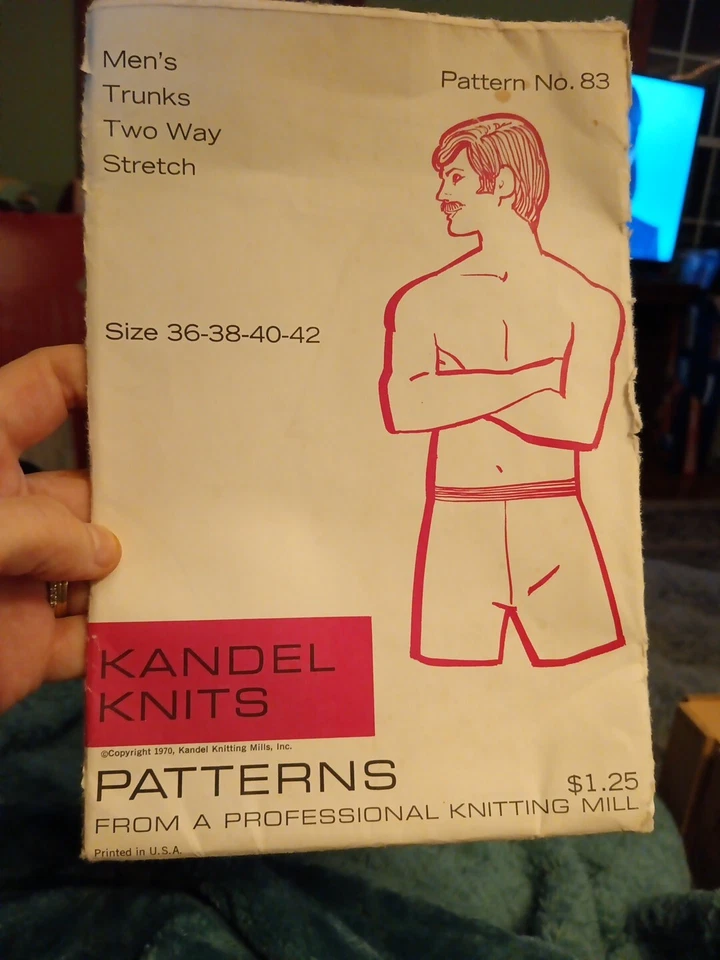 Men's
Trunks
Two Way
Stretch
Pattern No. 83
Size 36-38-40-42
KANDEL
KNITS
©Copyright 1970, Kandel Knitting Mills, Inc.
PATTERNS
$1.25
FROM A PROFESSIONAL KNITTING MILL
Printed in U.S.A.